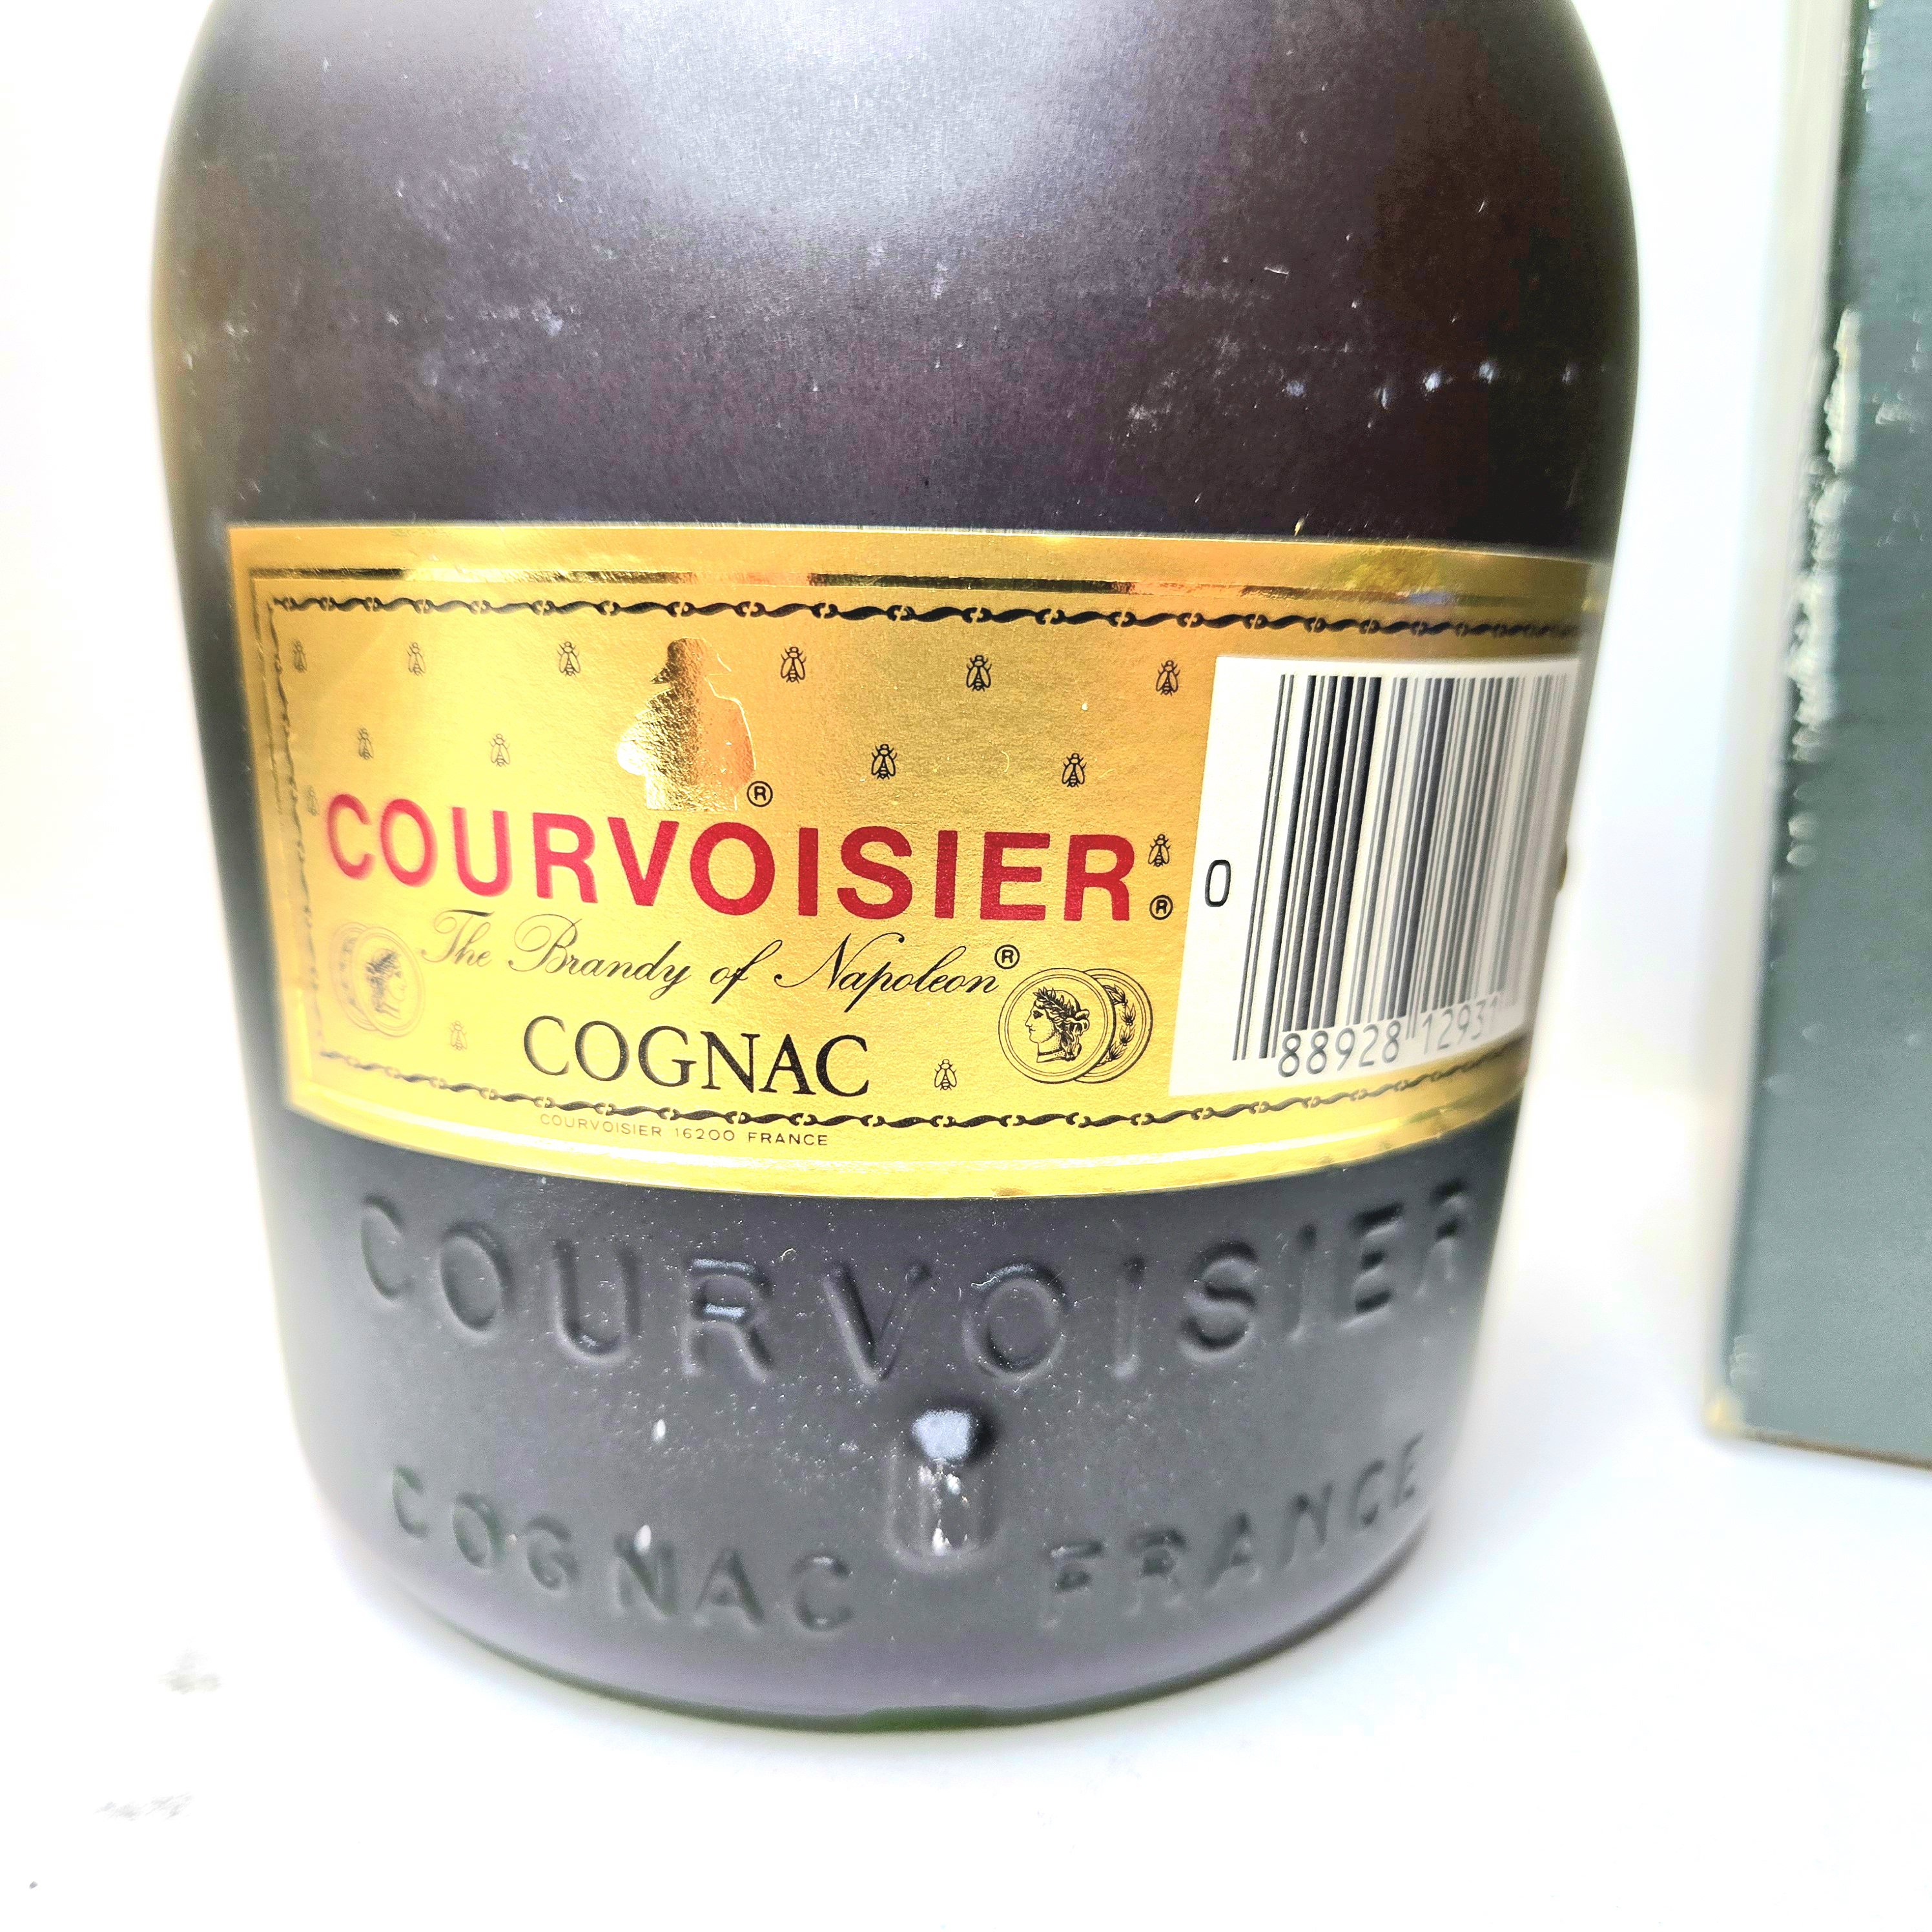 ®
COURVOISIER®
The Brandy of Napoleon®
COGNAC
COURVOISIER 16200 FRANCE
0 88928 12931
COURVOISIER
COGNAC FRANCE